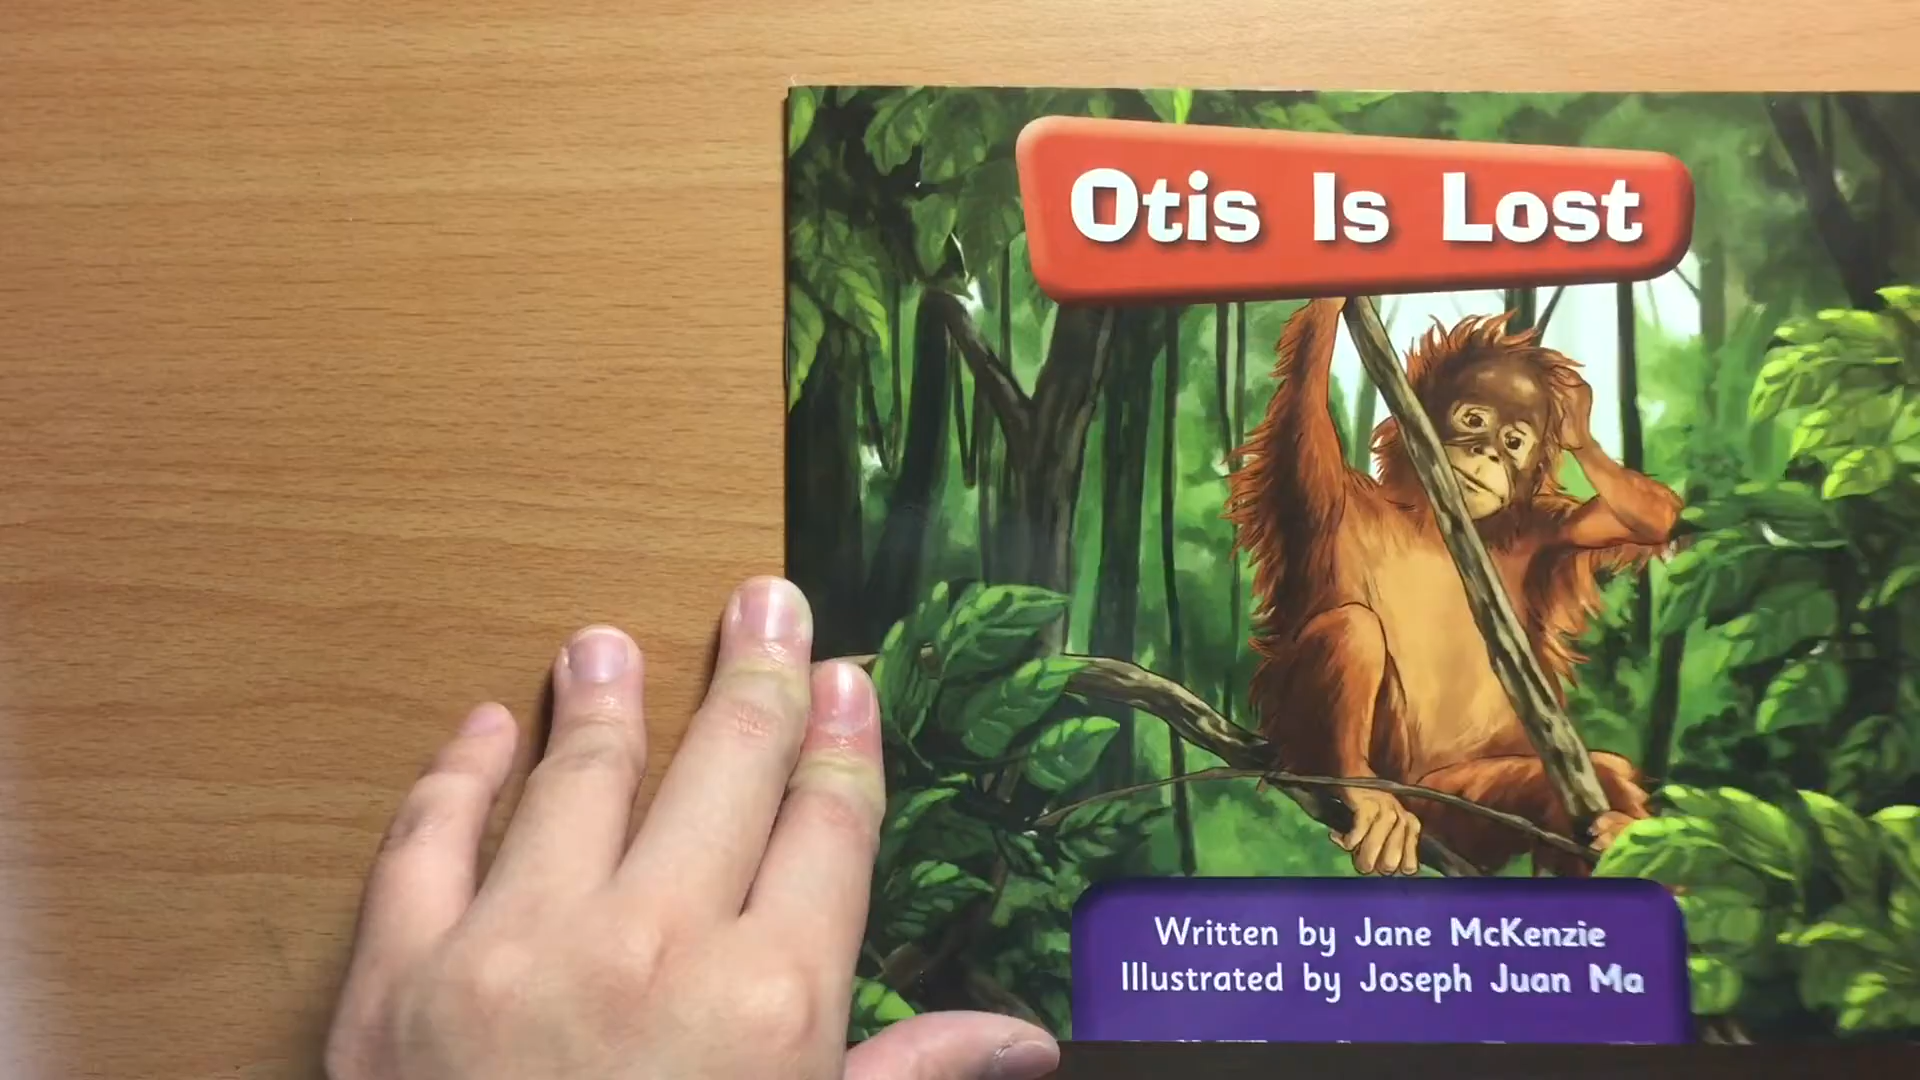 Otis Is Lost
Written by Jane McKenzie
Illustrated by Joseph Juan Ma